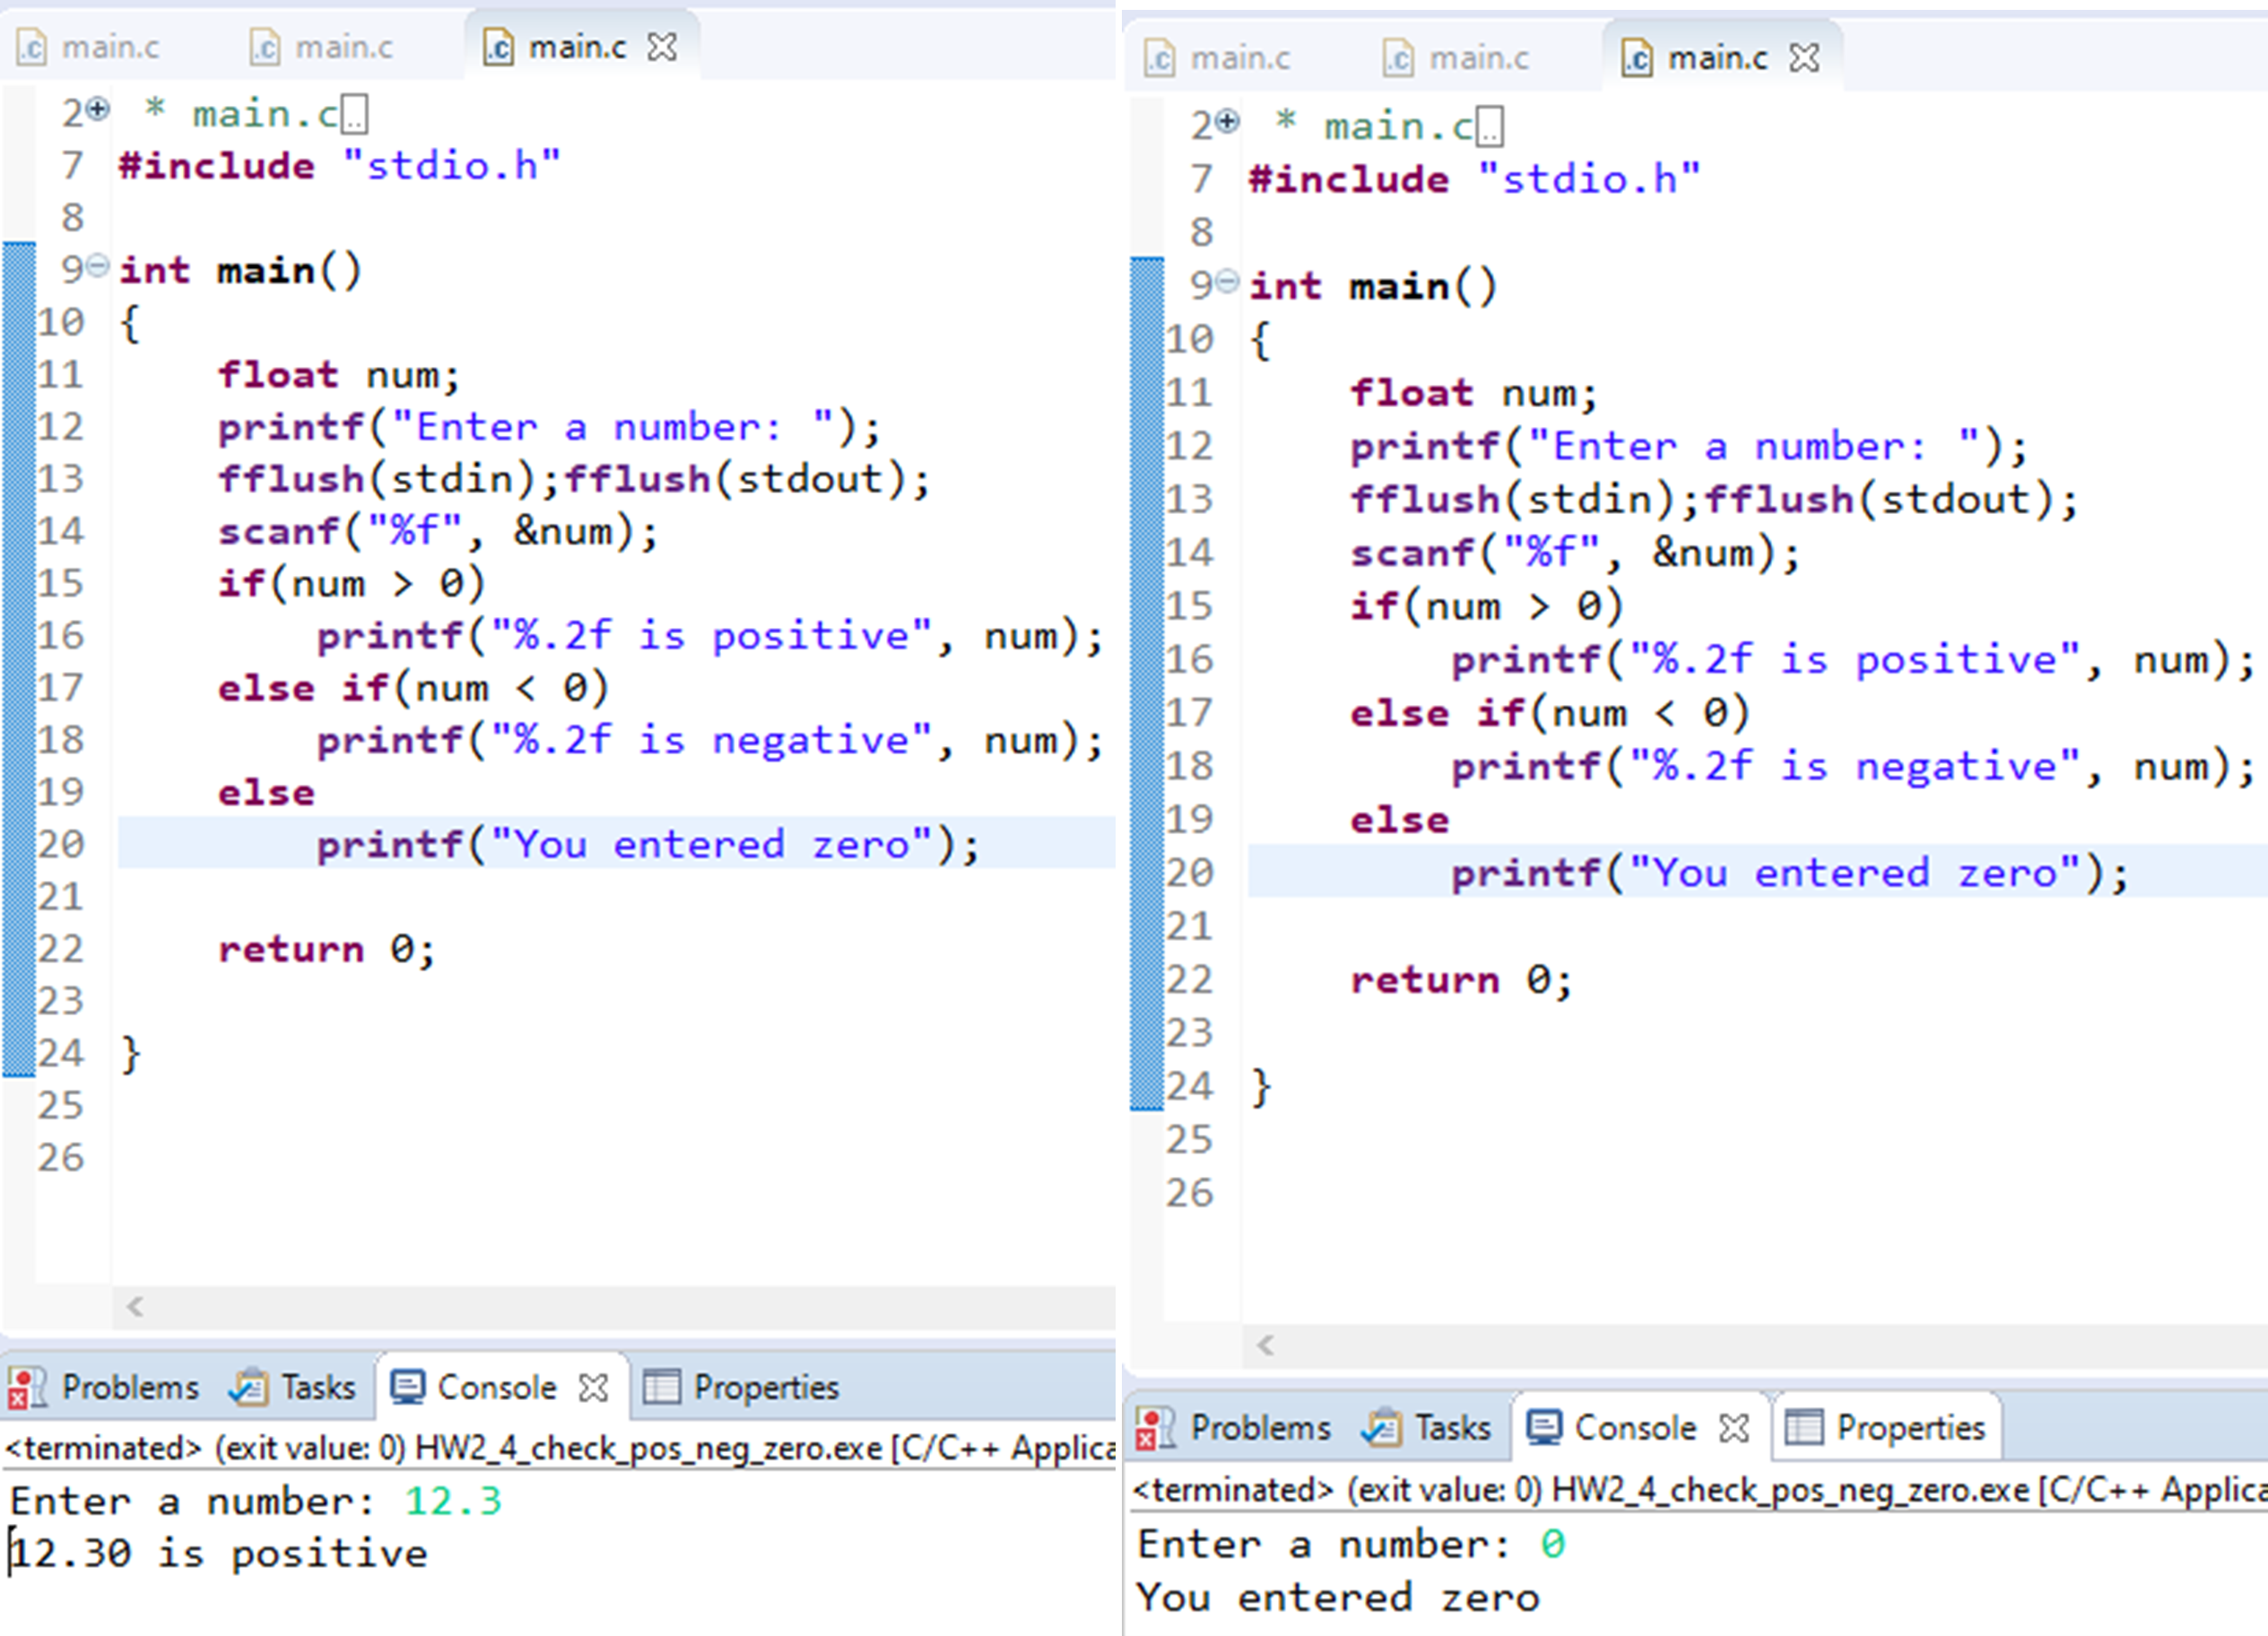 main.c main.c main.c
2 * main.c
7 #include "stdio.h"
8
9 int main()
10 {
11 float num;
12 printf("Enter a number: ");
13 fflush(stdin);fflush(stdout);
14 scanf("%f", &num);
15 if(num > 0)
16 printf("%.2f is positive", num);
17 else if(num < 0)
18 printf("%.2f is negative", num);
19 else
20 printf("You entered zero");
21
22 return 0;
23
24 }
25
26
Problems Tasks Console Properties
<terminated> (exit value: 0) HW2_4_check_pos_neg_zero.exe [C/C++ Applica
Enter a number: 12.3
12.30 is positive
main.c main.c main.c
2 * main.c
7 #include "stdio.h"
8
9 int main()
10 {
11 float num;
12 printf("Enter a number: ");
13 fflush(stdin);fflush(stdout);
14 scanf("%f", &num);
15 if(num > 0)
16 printf("%.2f is positive", num);
17 else if(num < 0)
18 printf("%.2f is negative", num);
19 else
20 printf("You entered zero");
21
22 return 0;
23
24 }
25
26
Problems Tasks Console Properties
<terminated> (exit value: 0) HW2_4_check_pos_neg_zero.exe [C/C++ Applica
Enter a number: 0
You entered zero